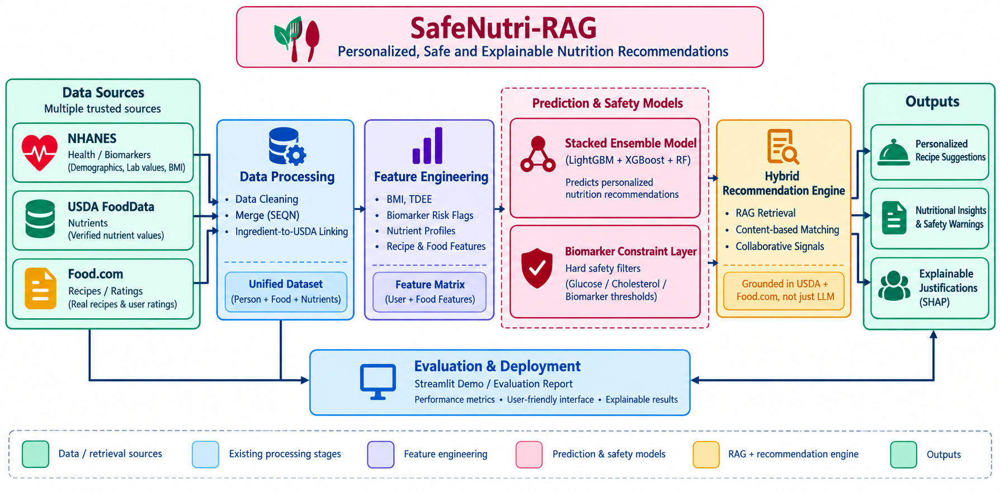 SafeNutri-RAG
Personalized, Safe and Explainable Nutrition Recommendations
Data Sources
Multiple trusted sources
NHANES
Health / Biomarkers
(Demographics, Lab values, BMI)
USDA FoodData
Nutrients
(Verified nutrient values)
Food.com
Recipes / Ratings
(Real recipes & user ratings)
Data Processing
• Data Cleaning
• Merge (SEQN)
• Ingredient-to-USDA Linking
Unified Dataset
(Person + Food + Nutrients)
Feature Engineering
• BMI, TDEE
• Biomarker Risk Flags
• Nutrient Profiles
• Recipe & Food Features
Feature Matrix
(User + Food Features)
Prediction & Safety Models
Stacked Ensemble Model
(LightGBM + XGBoost + RF)
Predicts personalized
nutrition recommendations
Biomarker Constraint Layer
Hard safety filters
(Glucose / Cholesterol /
Biomarker thresholds)
Hybrid
Recommendation Engine
• RAG Retrieval
• Content-based Matching
• Collaborative Signals
Grounded in USDA +
Food.com, not just LLM
Outputs
Personalized
Recipe Suggestions
Nutritional Insights
& Safety Warnings
Explainable
Justifications
(SHAP)
Evaluation & Deployment
Streamlit Demo / Evaluation Report
Performance metrics • User-friendly interface • Explainable results
Data / retrieval sources
Existing processing stages
Feature engineering
Prediction & safety models
RAG + recommendation engine
Outputs